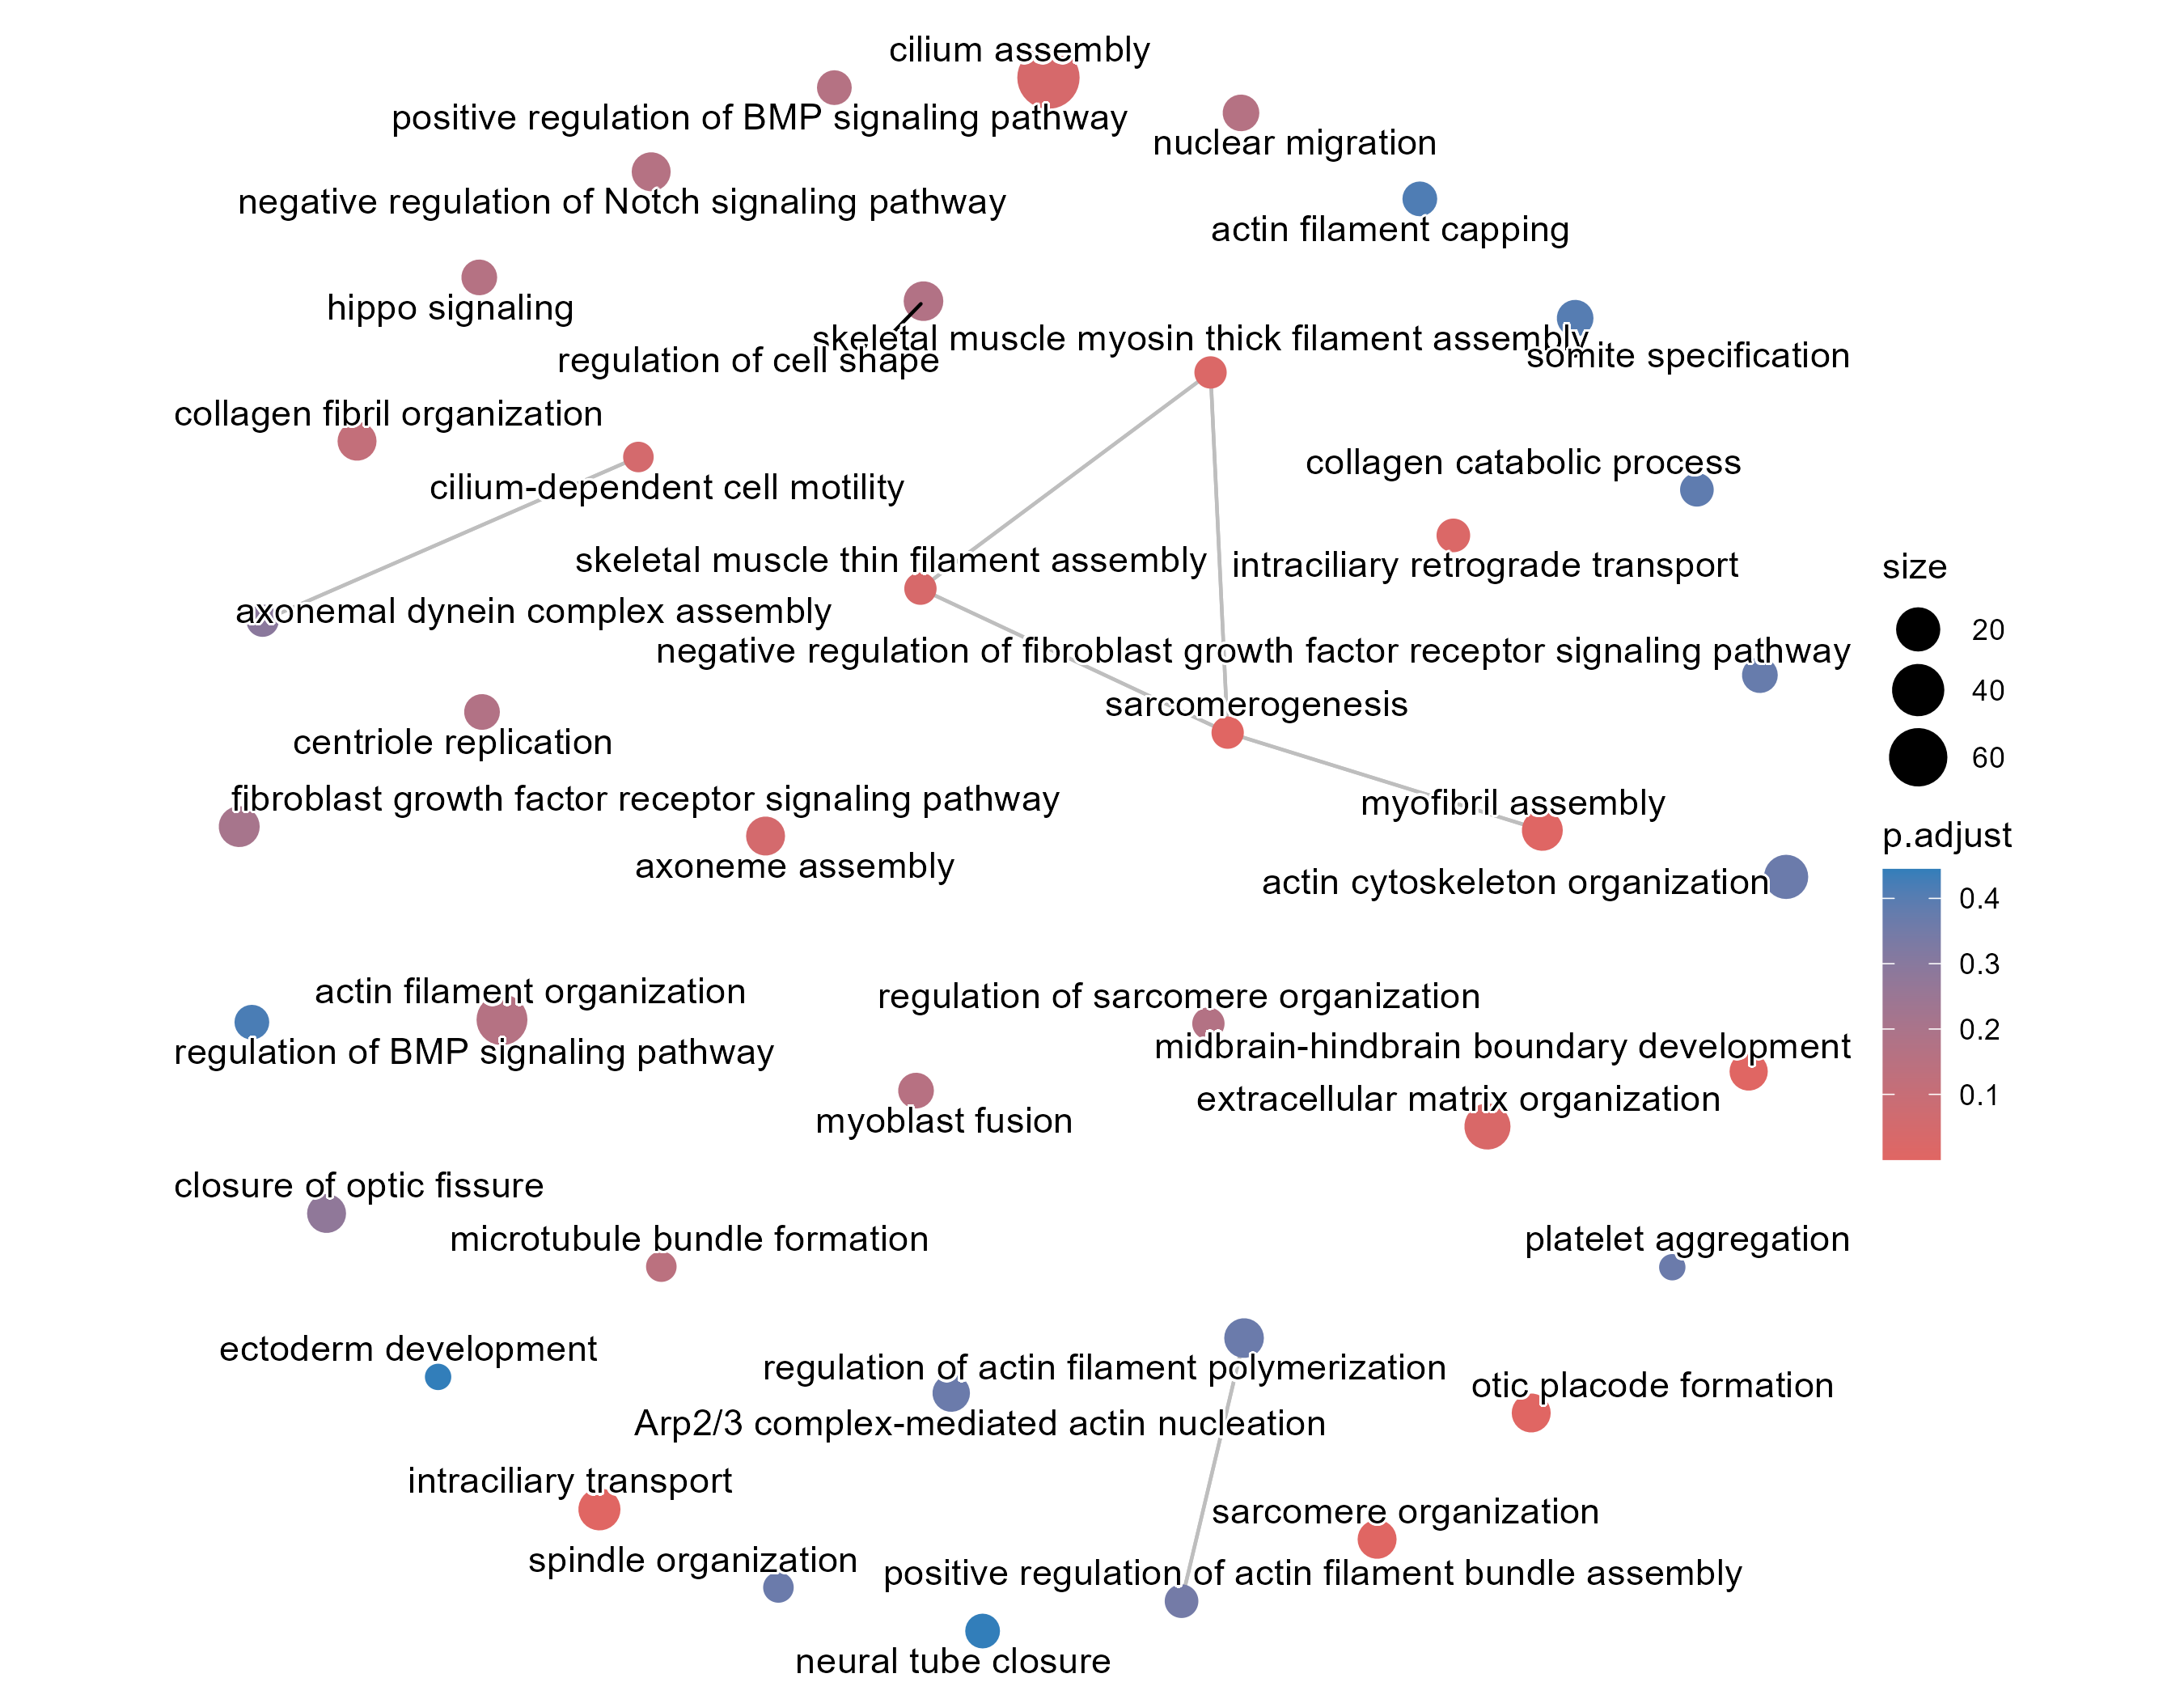 cilium assembly
positive regulation of BMP signaling pathway
nuclear migration
negative regulation of Notch signaling pathway
actin filament capping
hippo signaling
skeletal muscle myosin thick filament assembly
regulation of cell shape
somite specification
collagen fibril organization
collagen catabolic process
cilium-dependent cell motility
skeletal muscle thin filament assembly
intraciliary retrograde transport
size
axonemal dynein complex assembly
20
negative regulation of fibroblast growth factor receptor signaling pathway
40
sarcomerogenesis
centriole replication
60
fibroblast growth factor receptor signaling pathway
myofibril assembly
p.adjust
axoneme assembly
actin cytoskeleton organization
0.4
0.3
actin filament organization
regulation of sarcomere organization
0.2
regulation of BMP signaling pathway
midbrain-hindbrain boundary development
0.1
extracellular matrix organization
myoblast fusion
closure of optic fissure
microtubule bundle formation
platelet aggregation
ectoderm development
regulation of actin filament polymerization
otic placode formation
Arp2/3 complex-mediated actin nucleation
intraciliary transport
sarcomere organization
spindle organization
positive regulation of actin filament bundle assembly
neural tube closure